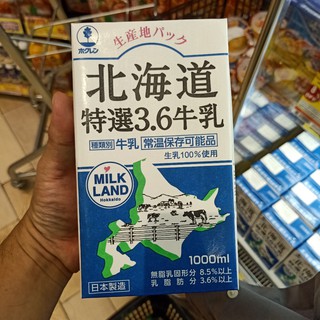 ホクレン
生産地パック
北海道
特選3.6牛乳
種類別 牛乳 常温保存可能品
生乳100%使用
MILK
LAND
Hokkaido
1000ml
無脂乳固形分 8.5%以上
乳脂肪分 3.6%以上
日本製造